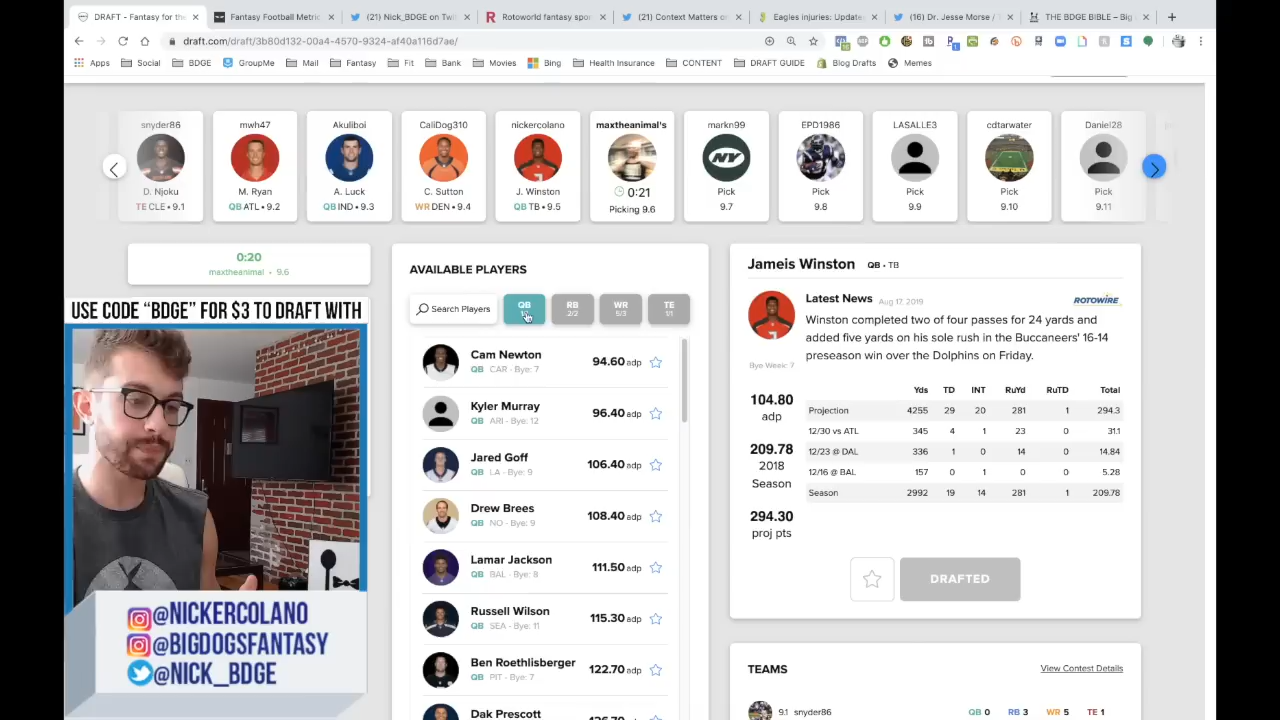 DRAFT - Fantasy for the
Fantasy Football Metric
(21) Nick_BDGE on Twit
Rotoworld fantasy spor
(21) Context Matters on
Eagles injuries: Update
(16) Dr. Jesse Morse
THE BDGE BIBLE – Big
draft.com/draft/3b80d132-00a4-4570-9324-af40a116d7ae/
Apps
Social
BDGE
GroupMe
Mail
Fantasy
Fit
Bank
Movies
Bing
Health Insurance
CONTENT
DRAFT GUIDE
Blog Drafts
Memes
snyder86
D. Njoku
TE CLE • 9.1
mwh47
M. Ryan
QB ATL • 9.2
Akuliboi
A. Luck
QB IND • 9.3
CaliDog310
C. Sutton
WR DEN • 9.4
nickercolano
J. Winston
QB TB • 9.5
maxtheanimal's
0:21
Picking 9.6
markn99
NY
Pick
9.7
EPD1986
Pick
9.8
LASALLE3
Pick
9.9
cdtarwater
Pick
9.10
Daniel28
Pick
9.11
0:20
maxtheanimal • 9.6
USE CODE “BDGE” FOR $3 TO DRAFT WITH
@NICKERCOLANO
@BIGDOGSFANTASY
@NICK_BDGE
AVAILABLE PLAYERS
Search Players
QB
RB
2/2
WR
5/3
TE
1/1
Cam Newton
QB CAR - Bye: 7
94.60 adp
Kyler Murray
QB ARI - Bye: 12
96.40 adp
Jared Goff
QB LA - Bye: 9
106.40 adp
Drew Brees
QB NO - Bye: 9
108.40 adp
Lamar Jackson
QB BAL - Bye: 8
111.50 adp
Russell Wilson
QB SEA - Bye: 11
115.30 adp
Ben Roethlisberger
QB PIT - Bye: 7
122.70 adp
Dak Prescott
Jameis Winston QB • TB
Latest News Aug 17, 2019
ROTOWIRE
Winston completed two of four passes for 24 yards and
added five yards on his sole rush in the Buccaneers' 16-14
preseason win over the Dolphins on Friday.
Bye Week: 7
104.80
adp
209.78
2018
Season
294.30
proj pts
Yds TD INT RuYd RuTD Total
Projection 4255 29 20 281 1 294.3
12/30 vs ATL 345 4 1 23 0 31.1
12/23 @ DAL 336 1 0 14 0 14.84
12/16 @ BAL 157 0 1 0 0 5.28
Season 2992 19 14 281 1 209.78
DRAFTED
TEAMS
View Contest Details
9.1 snyder86 QB 0 RB 3 WR 5 TE 1